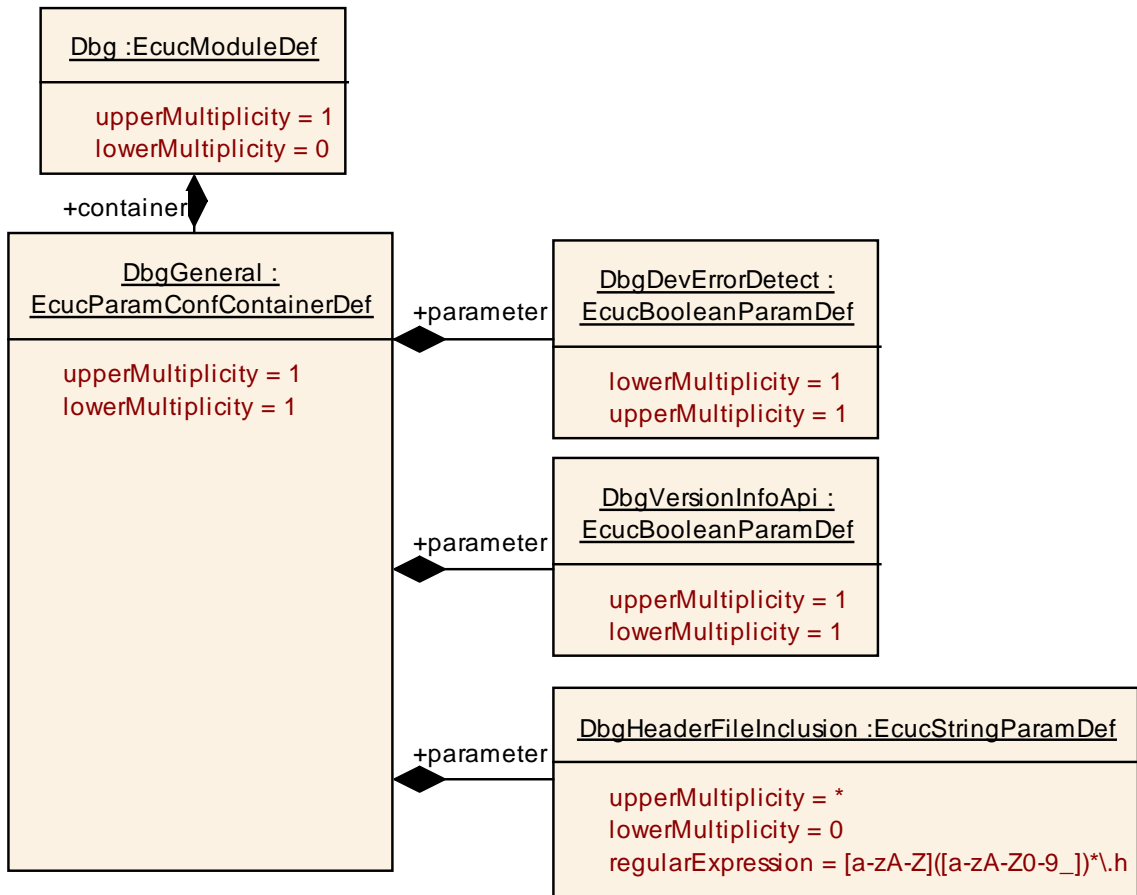 Dbg :EcucModuleDef
upperMultiplicity = 1
lowerMultiplicity = 0
+container
DbgGeneral :
EcucParamConfContainerDef
upperMultiplicity = 1
lowerMultiplicity = 1
+parameter
DbgDevErrorDetect :
EcucBooleanParamDef
lowerMultiplicity = 1
upperMultiplicity = 1
+parameter
DbgVersionInfoApi :
EcucBooleanParamDef
upperMultiplicity = 1
lowerMultiplicity = 1
+parameter
DbgHeaderFileInclusion :EcucStringParamDef
upperMultiplicity = *
lowerMultiplicity = 0
regularExpression = [a-zA-Z]([a-zA-Z0-9_])*\.h